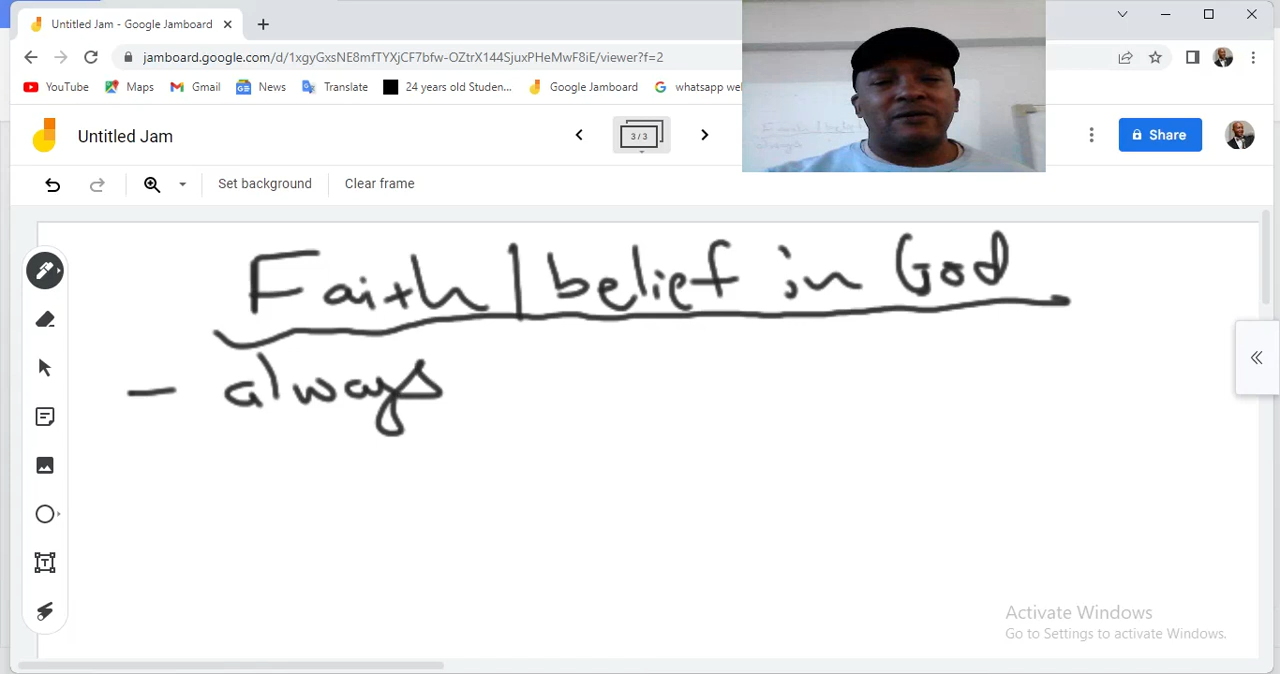 Untitled Jam - Google Jamboard
jamboard.google.com/d/1xgyGxsNE8mfTYXjCF7bfw-OZtrX144SjuxPHeMwF8iE/viewer?f=2
YouTube Maps Gmail News Translate 24 years old Studen... Google Jamboard whatsapp wel
Untitled Jam 3/3 Share
Set background Clear frame
Faith | belief in God
- always
Activate Windows
Go to Settings to activate Windows.